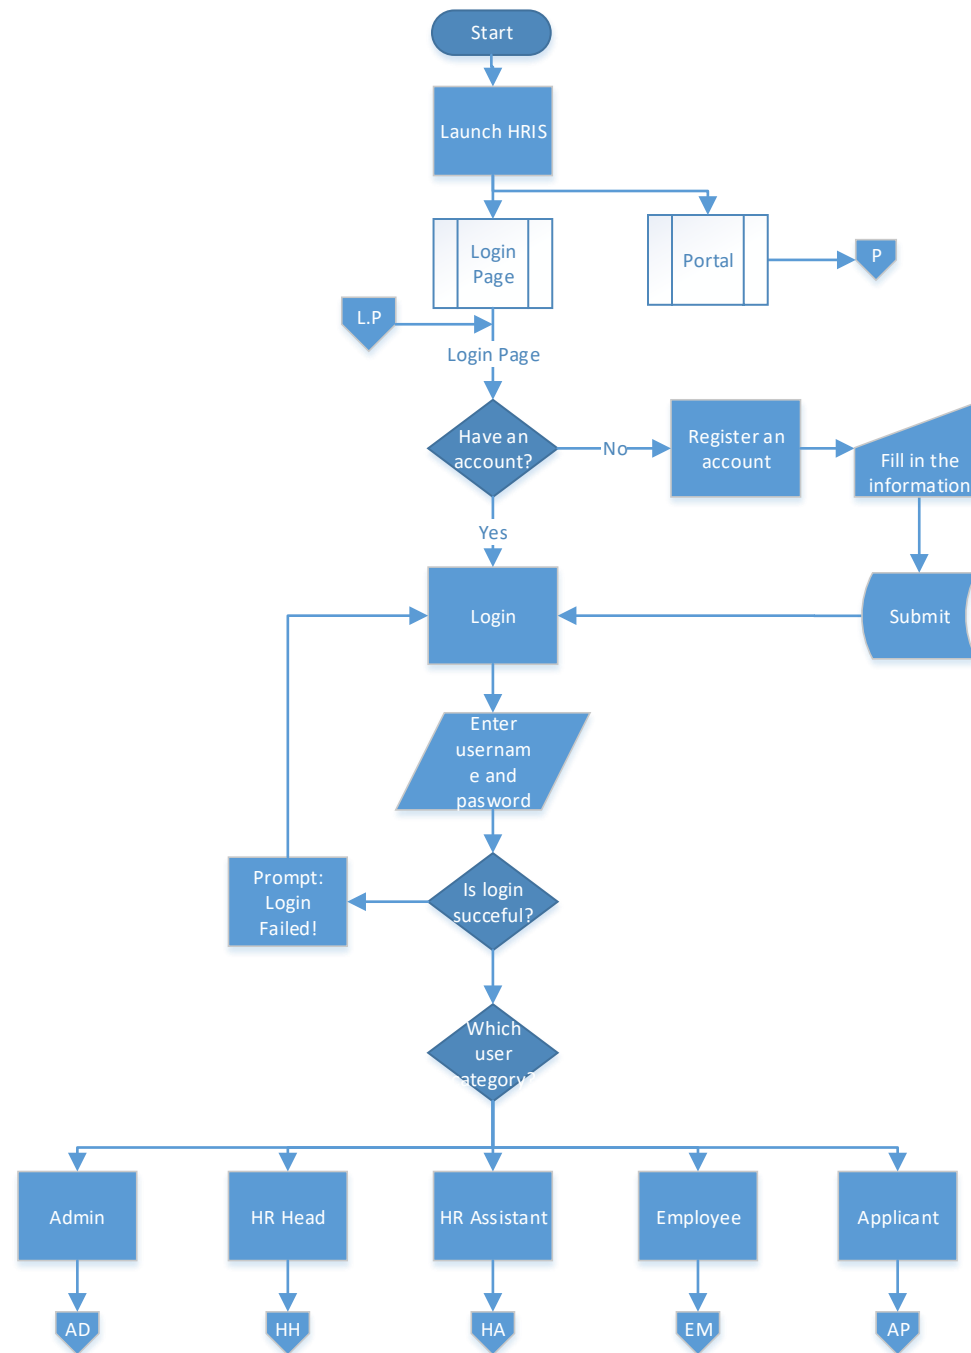 Start
Launch HRIS
Login
Page
Portal
P
L.P
Login Page
Have an
account?
No
Register an
account
Fill in the
information
Yes
Login
Submit
Enter
usernam
e and
pasword
Prompt:
Login
Failed!
Is login
succeful?
Which
user
category?
Admin
HR Head
HR Assistant
Employee
Applicant
AD
HH
HA
EM
AP